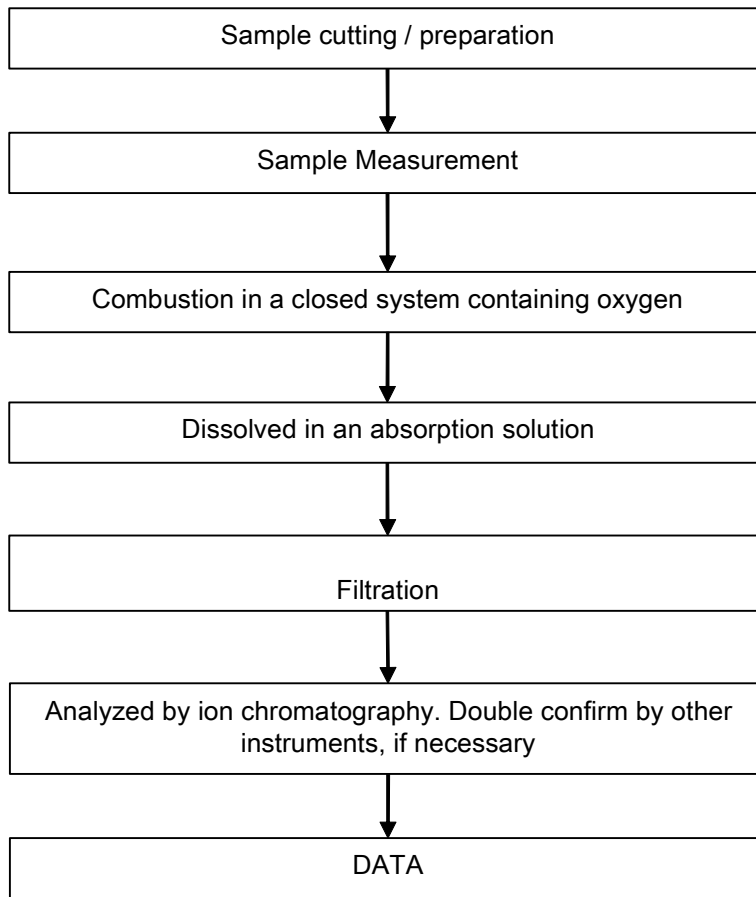 Sample cutting / preparation
Sample Measurement
Combustion in a closed system containing oxygen
Dissolved in an absorption solution
Filtration
Analyzed by ion chromatography. Double confirm by other
instruments, if necessary
DATA